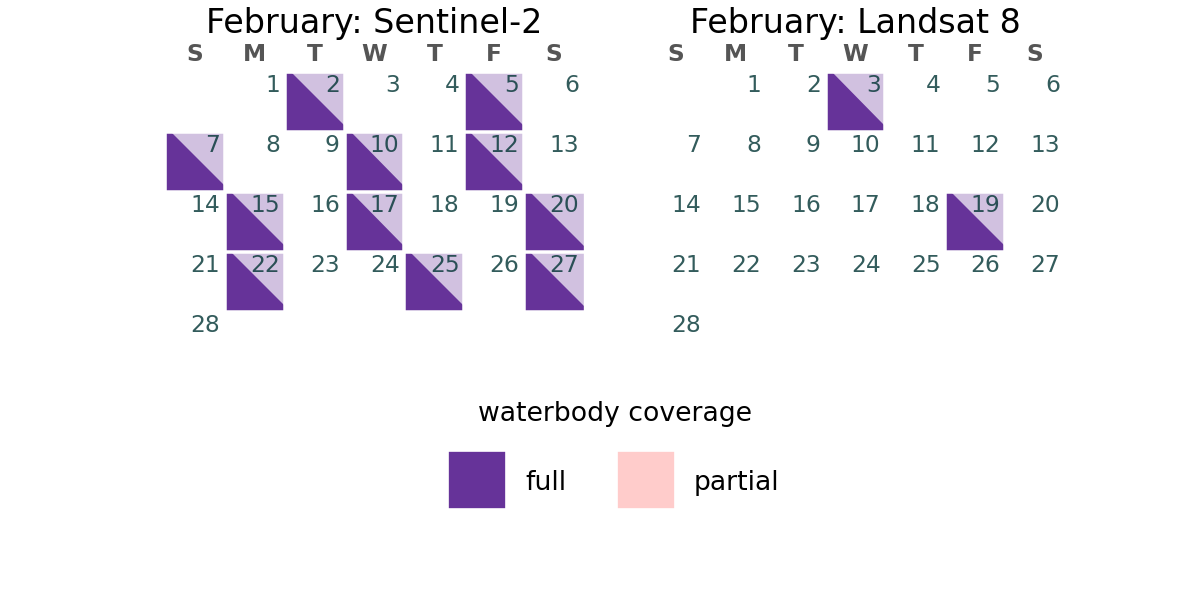 February: Sentinel-2
S M T W T F S
1 2 3 4 5 6
7 8 9 10 11 12 13
14 15 16 17 18 19 20
21 22 23 24 25 26 27
28
February: Landsat 8
S M T W T F S
1 2 3 4 5 6
7 8 9 10 11 12 13
14 15 16 17 18 19 20
21 22 23 24 25 26 27
28
waterbody coverage
full partial